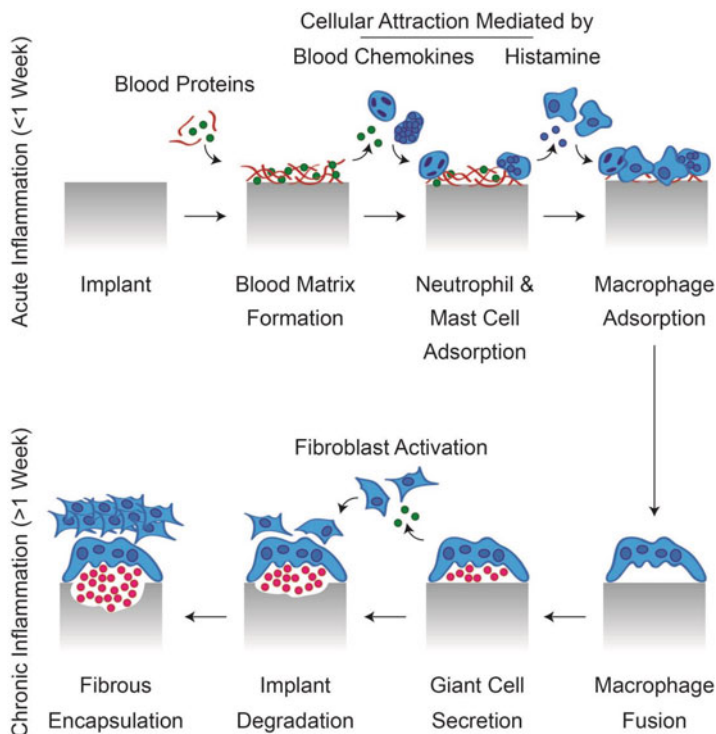 Cellular Attraction Mediated by
Blood Chemokines Histamine
Blood Proteins
Acute Inflammation (<1 Week)
Implant
Blood Matrix
Formation
Neutrophil &
Mast Cell
Adsorption
Macrophage
Adsorption
Chronic Inflammation (>1 Week)
Fibroblast Activation
Fibrous
Encapsulation
Implant
Degradation
Giant Cell
Secretion
Macrophage
Fusion